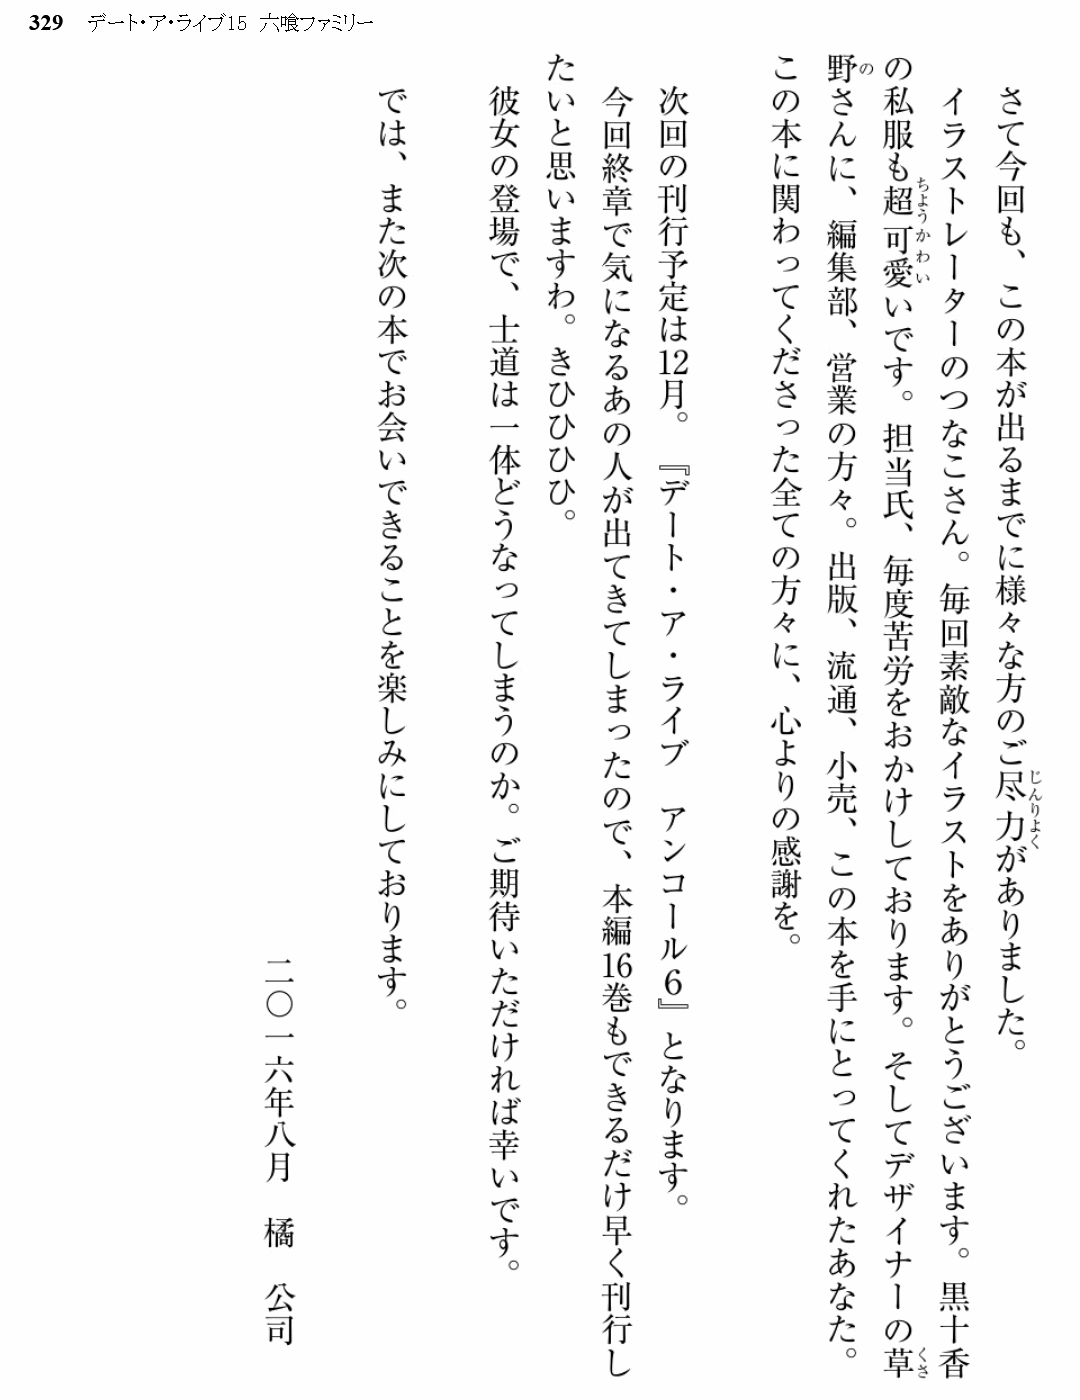 329 デート・ア・ライブ15 六喰ファミリー
さて今回も、この本が出るまでに様々な方のご尽力がありました。
イラストレーターのつなこさん。毎回素敵なイラストをありがとうございます。黒十香
の私服も超可愛いです。担当氏、毎度苦労をおかけしております。そしてデザイナーの草
野さんに、編集部、営業の方々。出版、流通、小売、この本を手にとってくれたあなた。
この本に関わってくださった全ての方々に、心よりの感謝を。
次回の刊行予定は12月。『デート・ア・ライブ　アンコール6』となります。
今回終章で気になるあの人が出てきてしまったので、本編16巻もできるだけ早く刊行し
たいと思いますわ。きひひひひ。
彼女の登場で、士道は一体どうなってしまうのか。ご期待いただければ幸いです。
では、また次の本でお会いできることを楽しみにしております。
二〇一六年八月　橘　公司